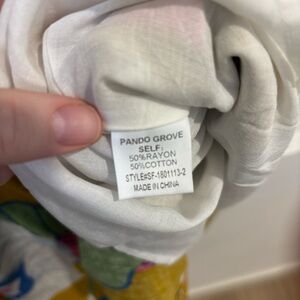 PANDO GROVE
SELF:
50%RAYON
50%COTTON
STYLE#SF-1801113-2
MADE IN CHINA